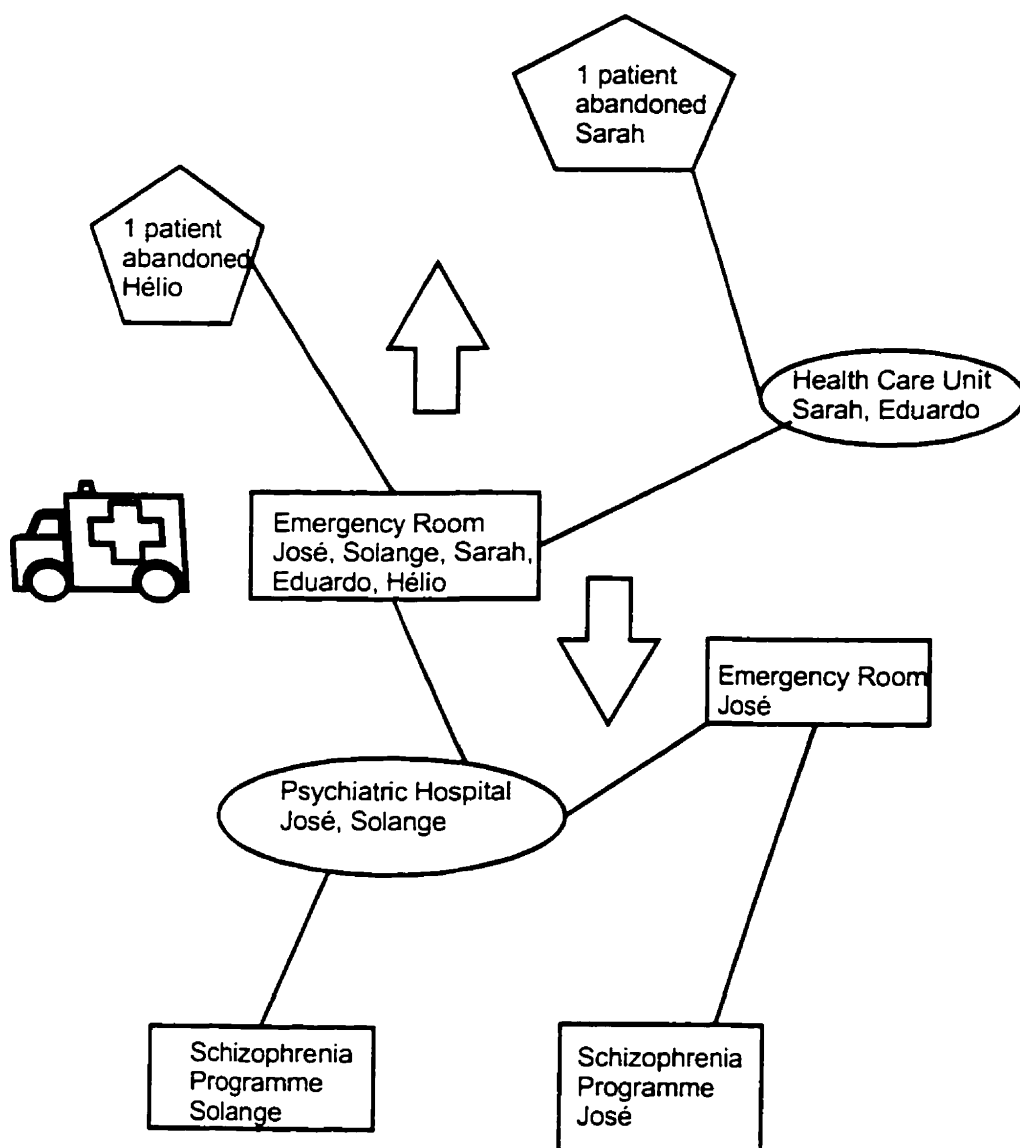 1 patient
abandoned
Sarah
1 patient
abandoned
Hélio
Health Care Unit
Sarah, Eduardo
Emergency Room
José, Solange, Sarah,
Eduardo, Hélio
Emergency Room
José
Psychiatric Hospital
José, Solange
Schizophrenia
Programme
Solange
Schizophrenia
Programme
José